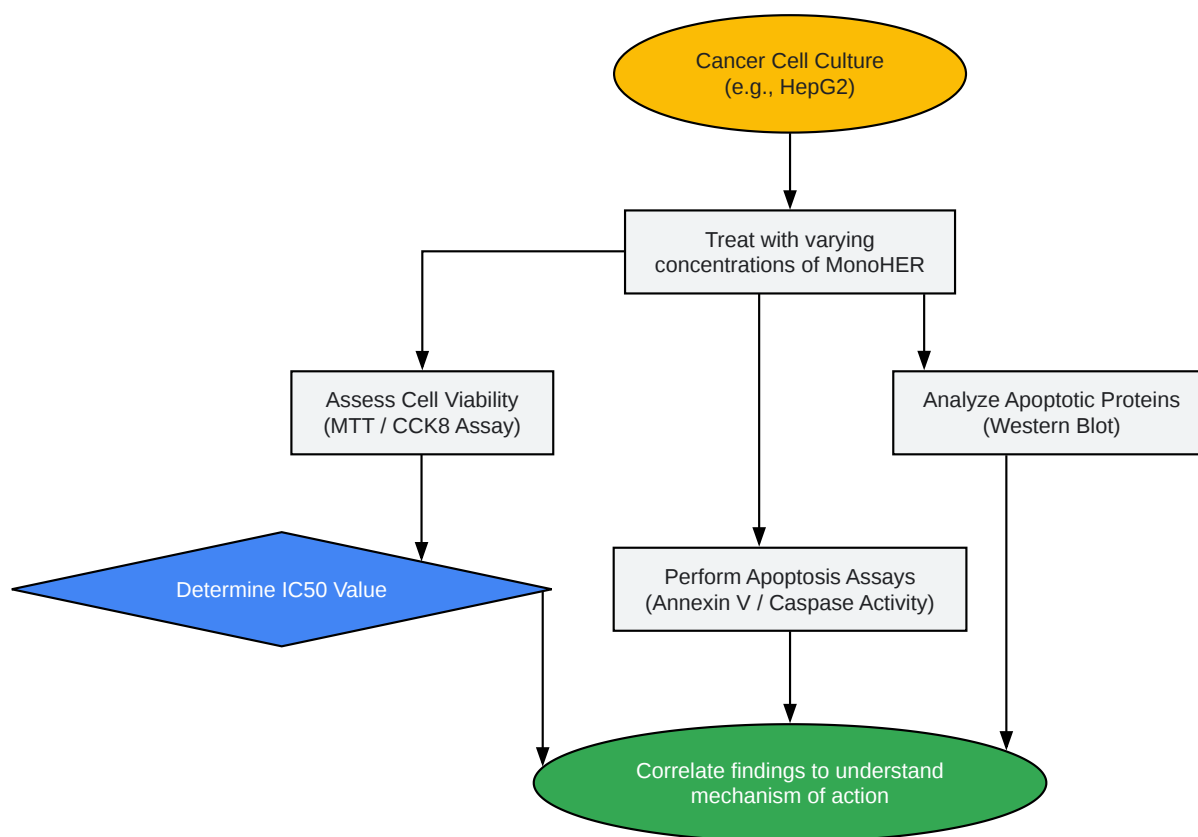 Cancer Cell Culture
(e.g., HepG2)
Treat with varying
concentrations of MonoHER
Assess Cell Viability
(MTT / CCK8 Assay)
Analyze Apoptotic Proteins
(Western Blot)
Determine IC50 Value
Perform Apoptosis Assays
(Annexin V / Caspase Activity)
Correlate findings to understand
mechanism of action